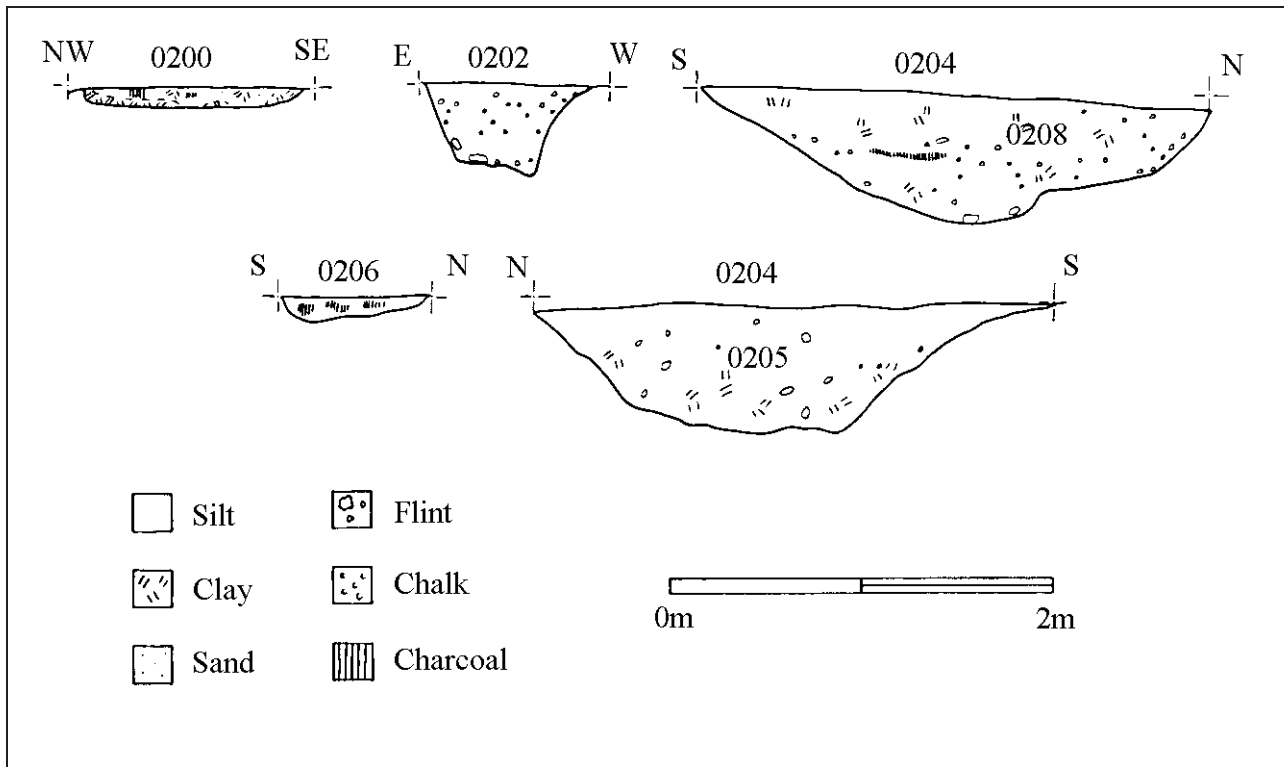 NW 0200 SE E 0202 W S 0204 N
0208
S 0206 N N 0204 S
0205
Silt Flint
Clay Chalk
Sand Charcoal
0m 2m